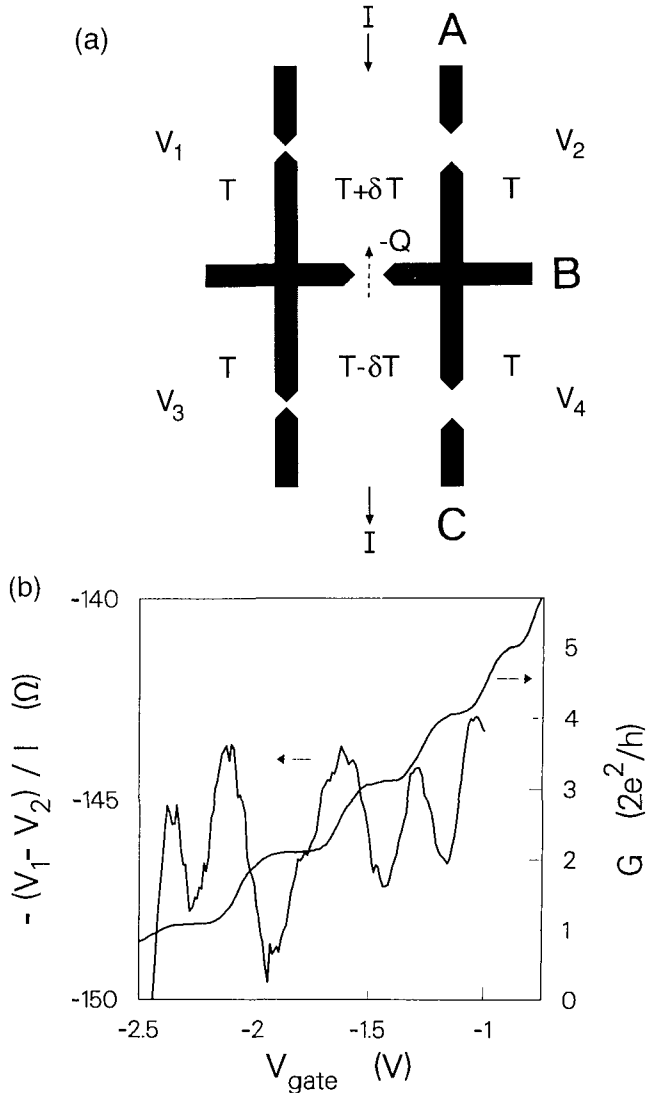 (a)
I
A
V₁
V₂
T
T+δT
T
-Q
B
T
T-δT
T
V₃
V₄
I
C
(b)
-140
-145
-150
- (V₁- V₂) / I (Ω)
5
4
3
2
1
0
G (2e²/h)
-2.5
-2
-1.5
-1
V_gate (V)